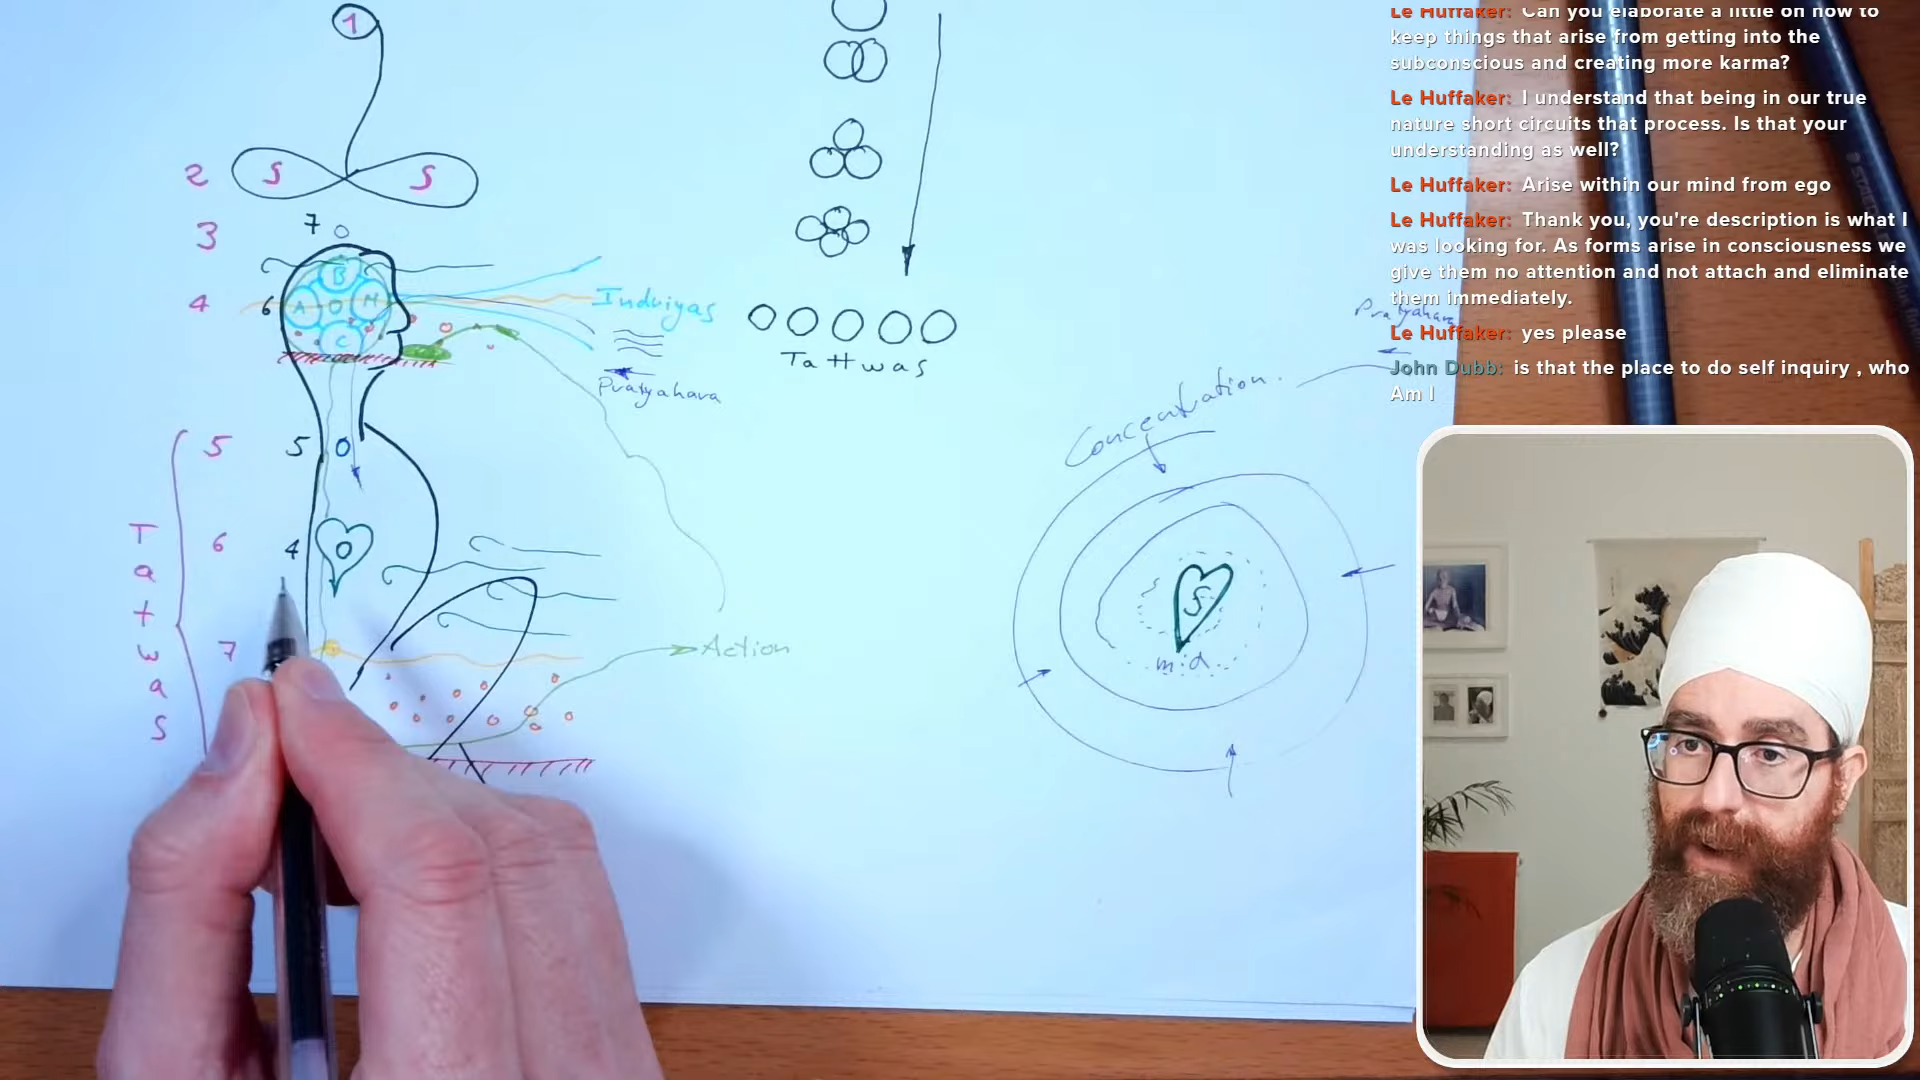 1
2 S S
3 7
4 6 B
A O M
C
Indriyas
Pratyahara
Tattwas
Tatwas
5 5 O
6 4 O
7
Action
Concentration.
Pratyahara
S
m.d.
Le Huffaker: Can you elaborate a little on how to
keep things that arise from getting into the
subconscious and creating more karma?
Le Huffaker: I understand that being in our true
nature short circuits that process. Is that your
understanding as well?
Le Huffaker: Arise within our mind from ego
Le Huffaker: Thank you, you're description is what I
was looking for. As forms arise in consciousness we
give them no attention and not attach and eliminate
them immediately.
Le Huffaker: yes please
John Dubb: is that the place to do self inquiry , who
Am I